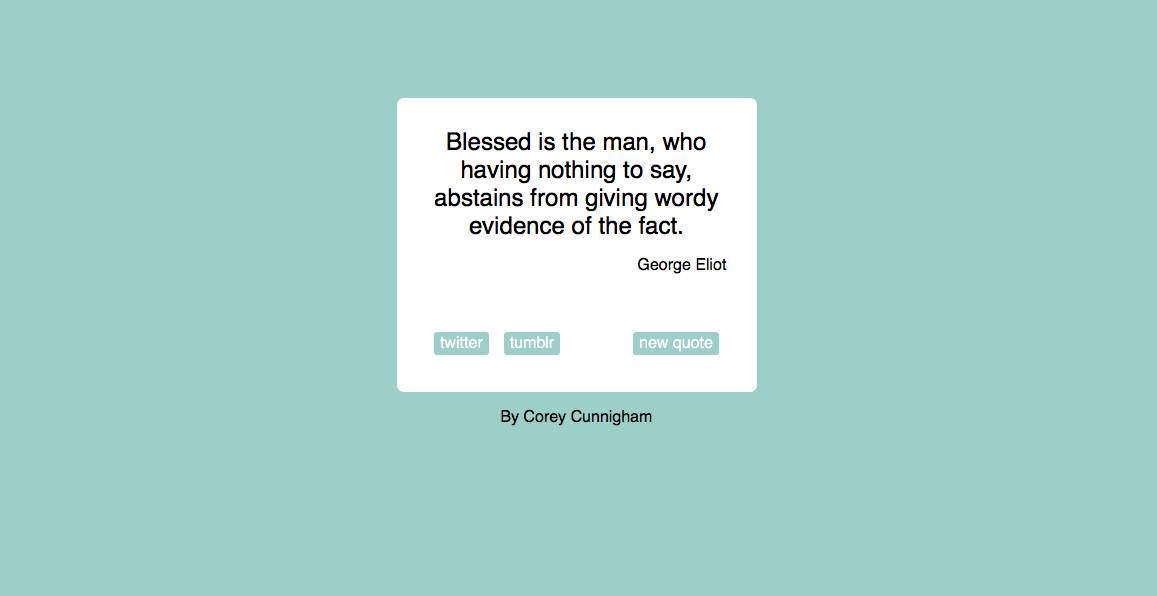 Blessed is the man, who
having nothing to say,
abstains from giving wordy
evidence of the fact.
George Eliot
twitter tumblr new quote
By Corey Cunnigham